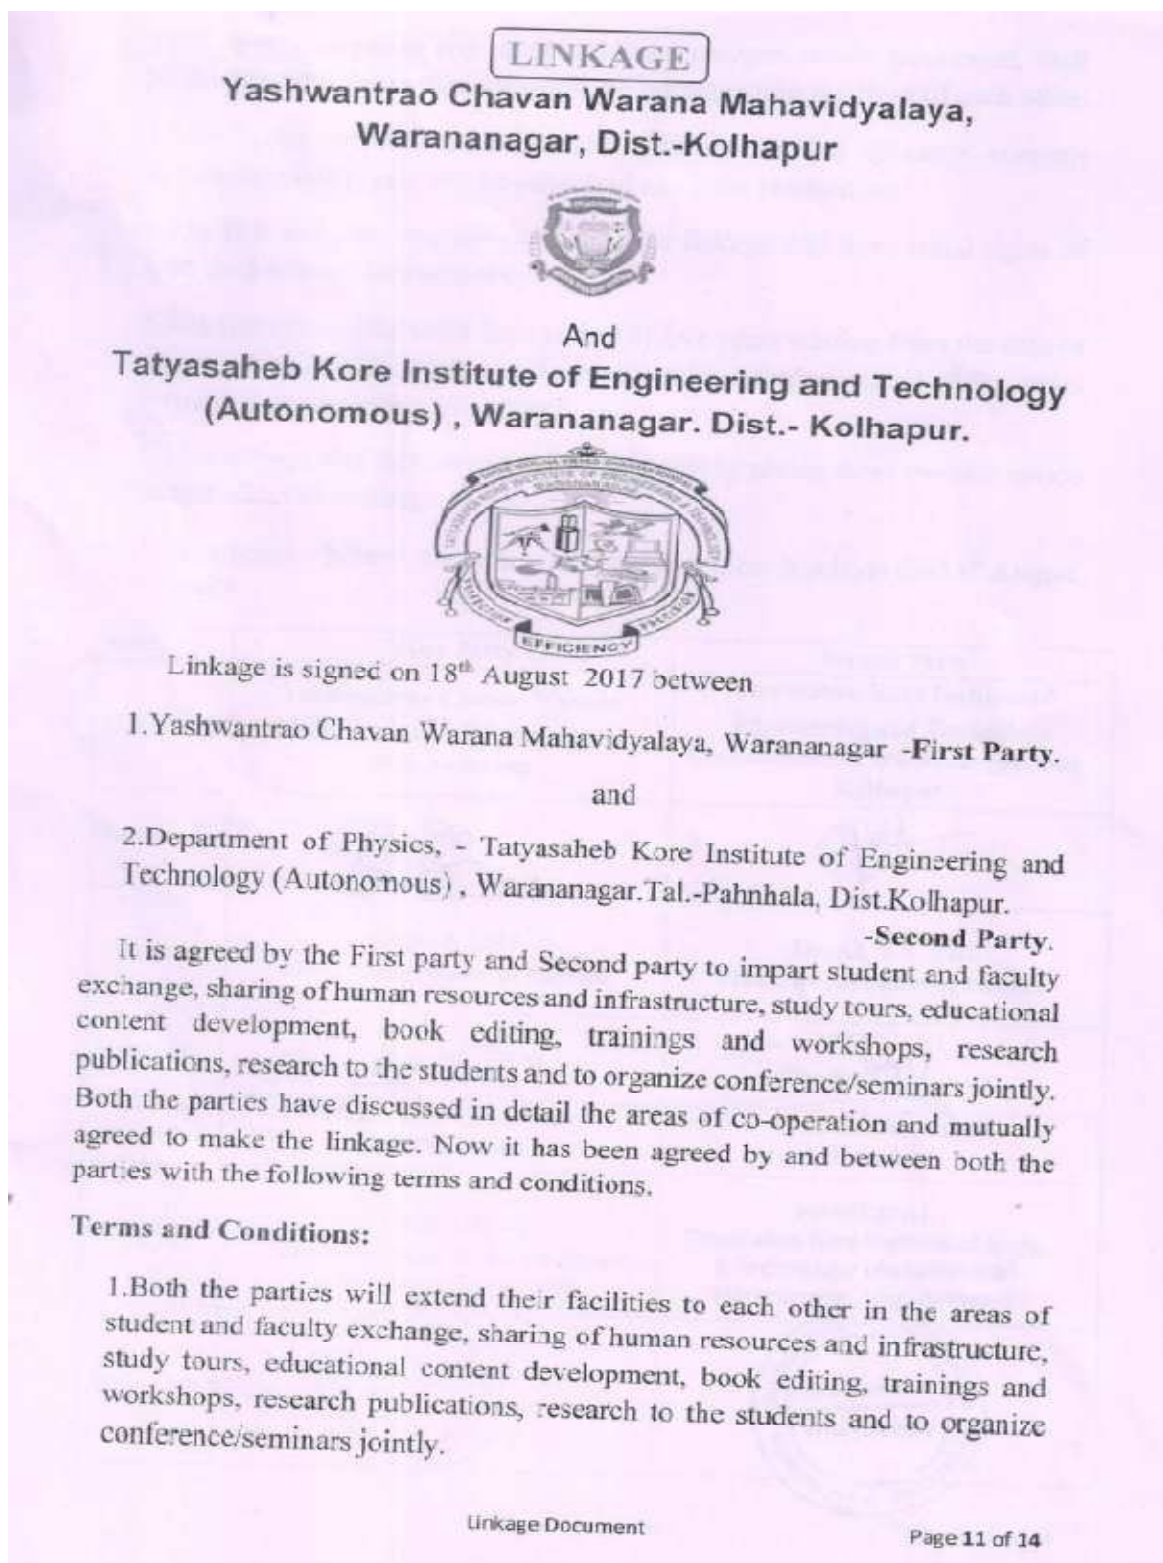 LINKAGE
Yashwantrao Chavan Warana Mahavidyalaya,
Warananagar, Dist.-Kolhapur
And
Tatyasaheb Kore Institute of Engineering and Technology
(Autonomous) , Warananagar. Dist.- Kolhapur.
EFFICIENCY
Linkage is signed on 18th August 2017 between
1.Yashwantrao Chavan Warana Mahavidyalaya, Warananagar -First Party.
and
2.Department of Physics, - Tatyasaheb Kore Institute of Engineering and
Technology (Autonomous) , Warananagar.Tal.-Pahnhala, Dist.Kolhapur.
-Second Party.
It is agreed by the First party and Second party to impart student and faculty
exchange, sharing of human resources and infrastructure, study tours, educational
content development, book editing, trainings and workshops, research
publications, research to the students and to organize conference/seminars jointly.
Both the parties have discussed in detail the areas of co-operation and mutually
agreed to make the linkage. Now it has been agreed by and between both the
parties with the following terms and conditions.
Terms and Conditions:
1.Both the parties will extend their facilities to each other in the areas of
student and faculty exchange, sharing of human resources and infrastructure,
study tours, educational content development, book editing, trainings and
workshops, research publications, research to the students and to organize
conference/seminars jointly.
Linkage Document
Page 11 of 14